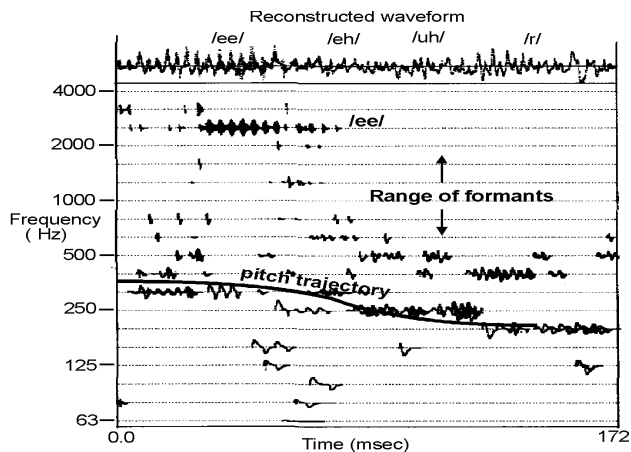 Reconstructed waveform
/ee/ /eh/ /uh/ /r/
4000
/ee/
2000
Range of formants
1000
Frequency
( Hz)
500
pitch trajectory
250
125
63
0.0 172
Time (msec)